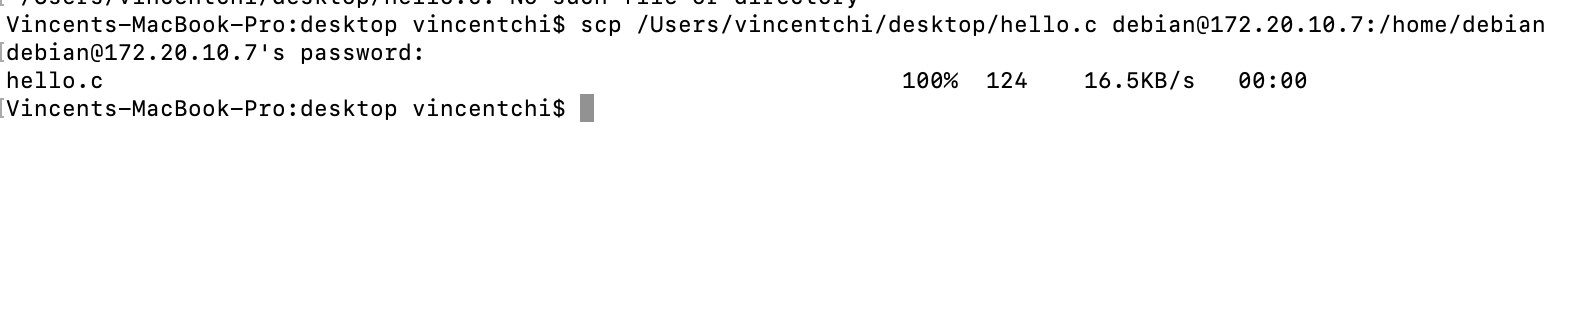 /Users/vincentchi/desktop/hello.c: No such file or directory
Vincents-MacBook-Pro:desktop vincentchi$ scp /Users/vincentchi/desktop/hello.c debian@172.20.10.7:/home/debian
debian@172.20.10.7's password:
hello.c 100% 124 16.5KB/s 00:00
Vincents-MacBook-Pro:desktop vincentchi$